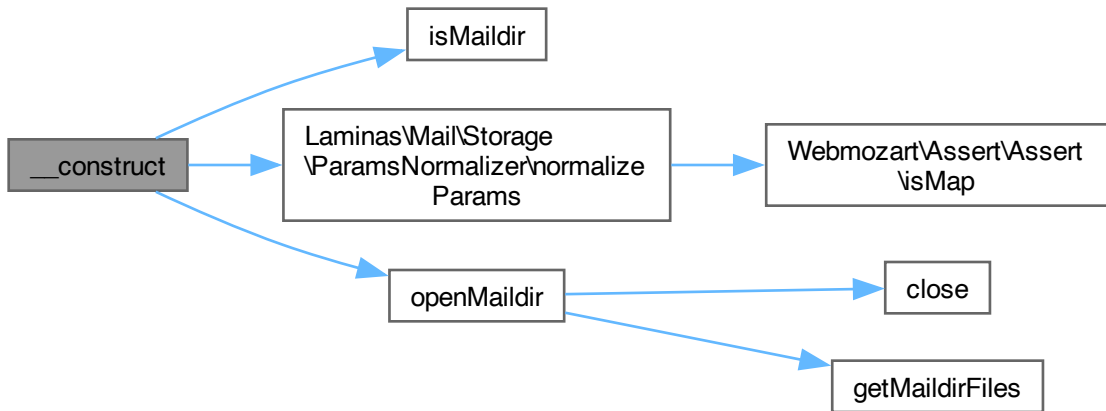 isMaildir
__construct
Laminas\Mail\Storage
\ParamsNormalizer\normalize
Params
Webmozart\Assert\Assert
\isMap
openMaildir
close
getMaildirFiles